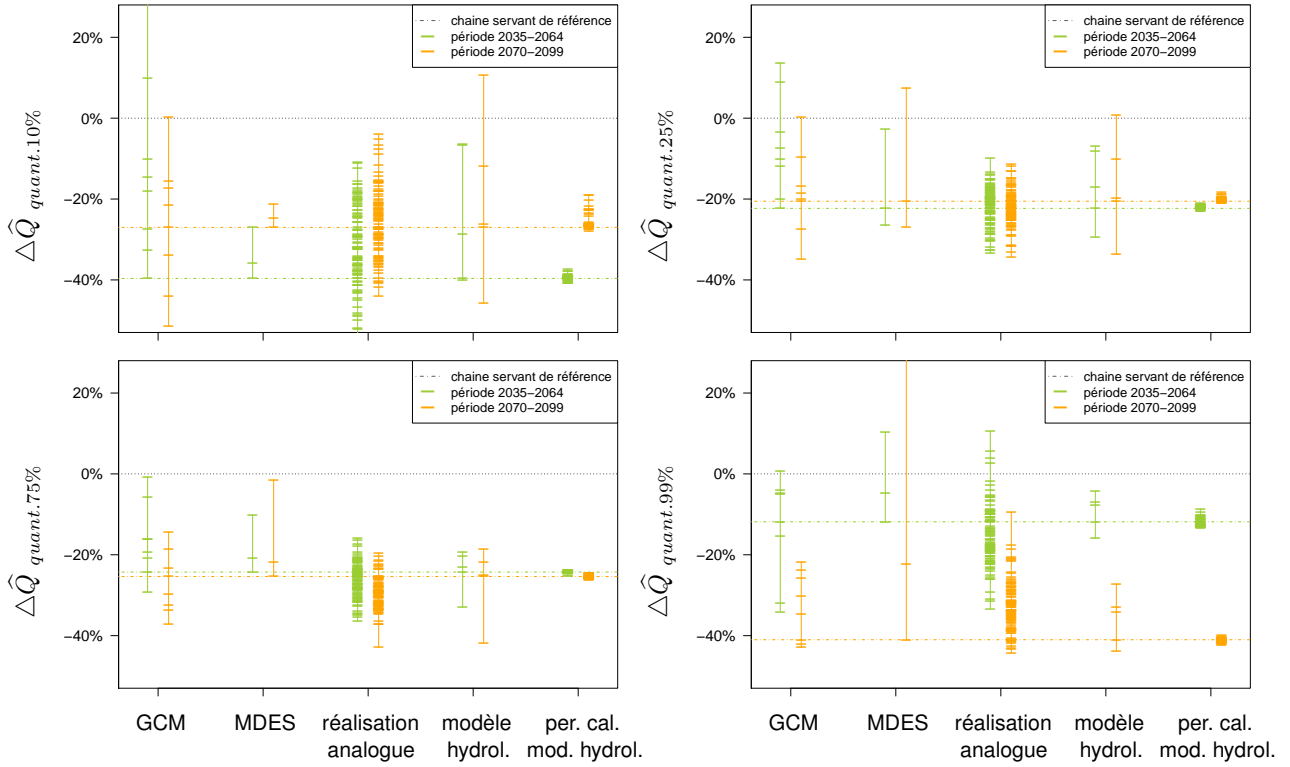 20%
0%
−20%
−40%
△Q̂ quant.10%
chaine servant de référence
période 2035−2064
période 2070−2099
20%
0%
−20%
−40%
△Q̂ quant.25%
chaine servant de référence
période 2035−2064
période 2070−2099
20%
0%
−20%
−40%
△Q̂ quant.75%
chaine servant de référence
période 2035−2064
période 2070−2099
GCM
MDES
réalisation
analogue
modèle
hydrol.
per. cal.
mod. hydrol.
20%
0%
−20%
−40%
△Q̂ quant.99%
chaine servant de référence
période 2035−2064
période 2070−2099
GCM
MDES
réalisation
analogue
modèle
hydrol.
per. cal.
mod. hydrol.